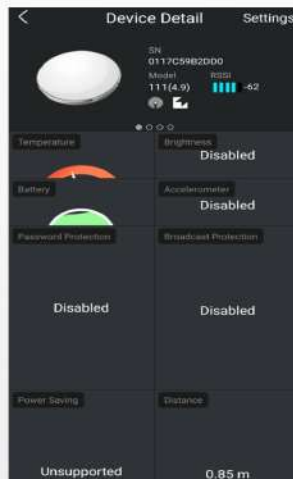 Device Detail Settings
SN
0117C59B2DD0
Model RSSI
111(4.9) -62
Temperature Brightness
Disabled
Battery Accelerometer
Disabled
Password Protection Broadcast Protection
Disabled Disabled
Power Saving Distance
Unsupported 0.85 m